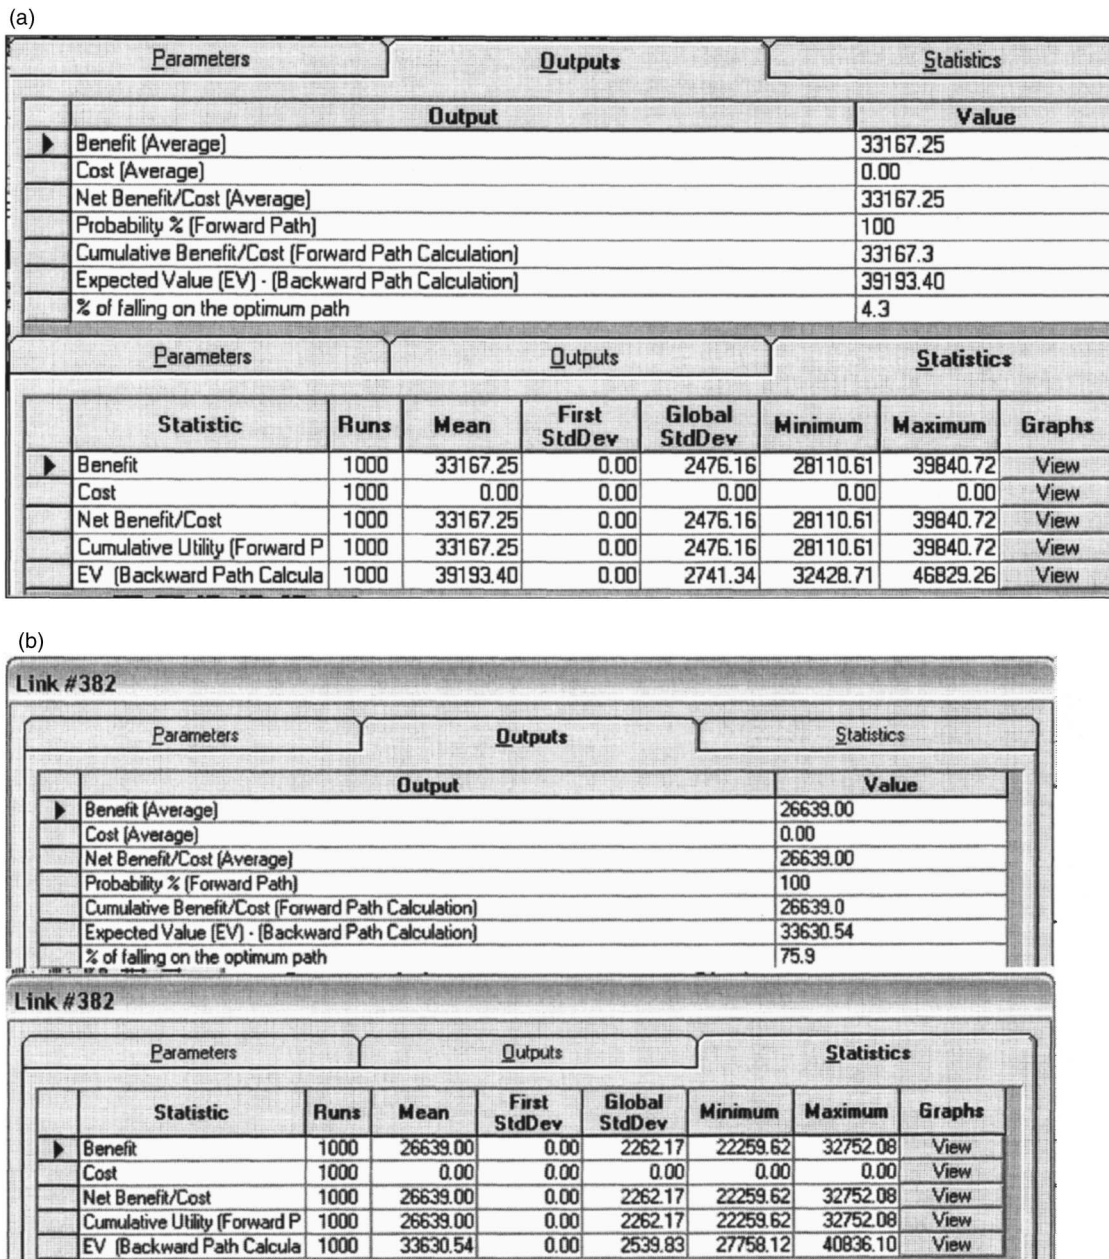 (a)
Parameters Outputs Statistics
Output Value
Benefit (Average) 33167.25
Cost (Average) 0.00
Net Benefit/Cost (Average) 33167.25
Probability % (Forward Path) 100
Cumulative Benefit/Cost (Forward Path Calculation) 33167.3
Expected Value (EV) - (Backward Path Calculation) 39193.40
% of falling on the optimum path 4.3
Parameters Outputs Statistics
Statistic Runs Mean First StdDev Global StdDev Minimum Maximum Graphs
Benefit 1000 33167.25 0.00 2476.16 28110.61 39840.72 View
Cost 1000 0.00 0.00 0.00 0.00 0.00 View
Net Benefit/Cost 1000 33167.25 0.00 2476.16 28110.61 39840.72 View
Cumulative Utility (Forward P 1000 33167.25 0.00 2476.16 28110.61 39840.72 View
EV (Backward Path Calcula 1000 39193.40 0.00 2741.34 32428.71 46829.26 View
(b)
Link #382
Parameters Outputs Statistics
Output Value
Benefit (Average) 26639.00
Cost (Average) 0.00
Net Benefit/Cost (Average) 26639.00
Probability % (Forward Path) 100
Cumulative Benefit/Cost (Forward Path Calculation) 26639.0
Expected Value (EV) - (Backward Path Calculation) 33630.54
% of falling on the optimum path 75.9
Link #382
Parameters Outputs Statistics
Statistic Runs Mean First StdDev Global StdDev Minimum Maximum Graphs
Benefit 1000 26639.00 0.00 2262.17 22259.62 32752.08 View
Cost 1000 0.00 0.00 0.00 0.00 0.00 View
Net Benefit/Cost 1000 26639.00 0.00 2262.17 22259.62 32752.08 View
Cumulative Utility (Forward P 1000 26639.00 0.00 2262.17 22259.62 32752.08 View
EV (Backward Path Calcula 1000 33630.54 0.00 2539.83 27758.12 40836.10 View